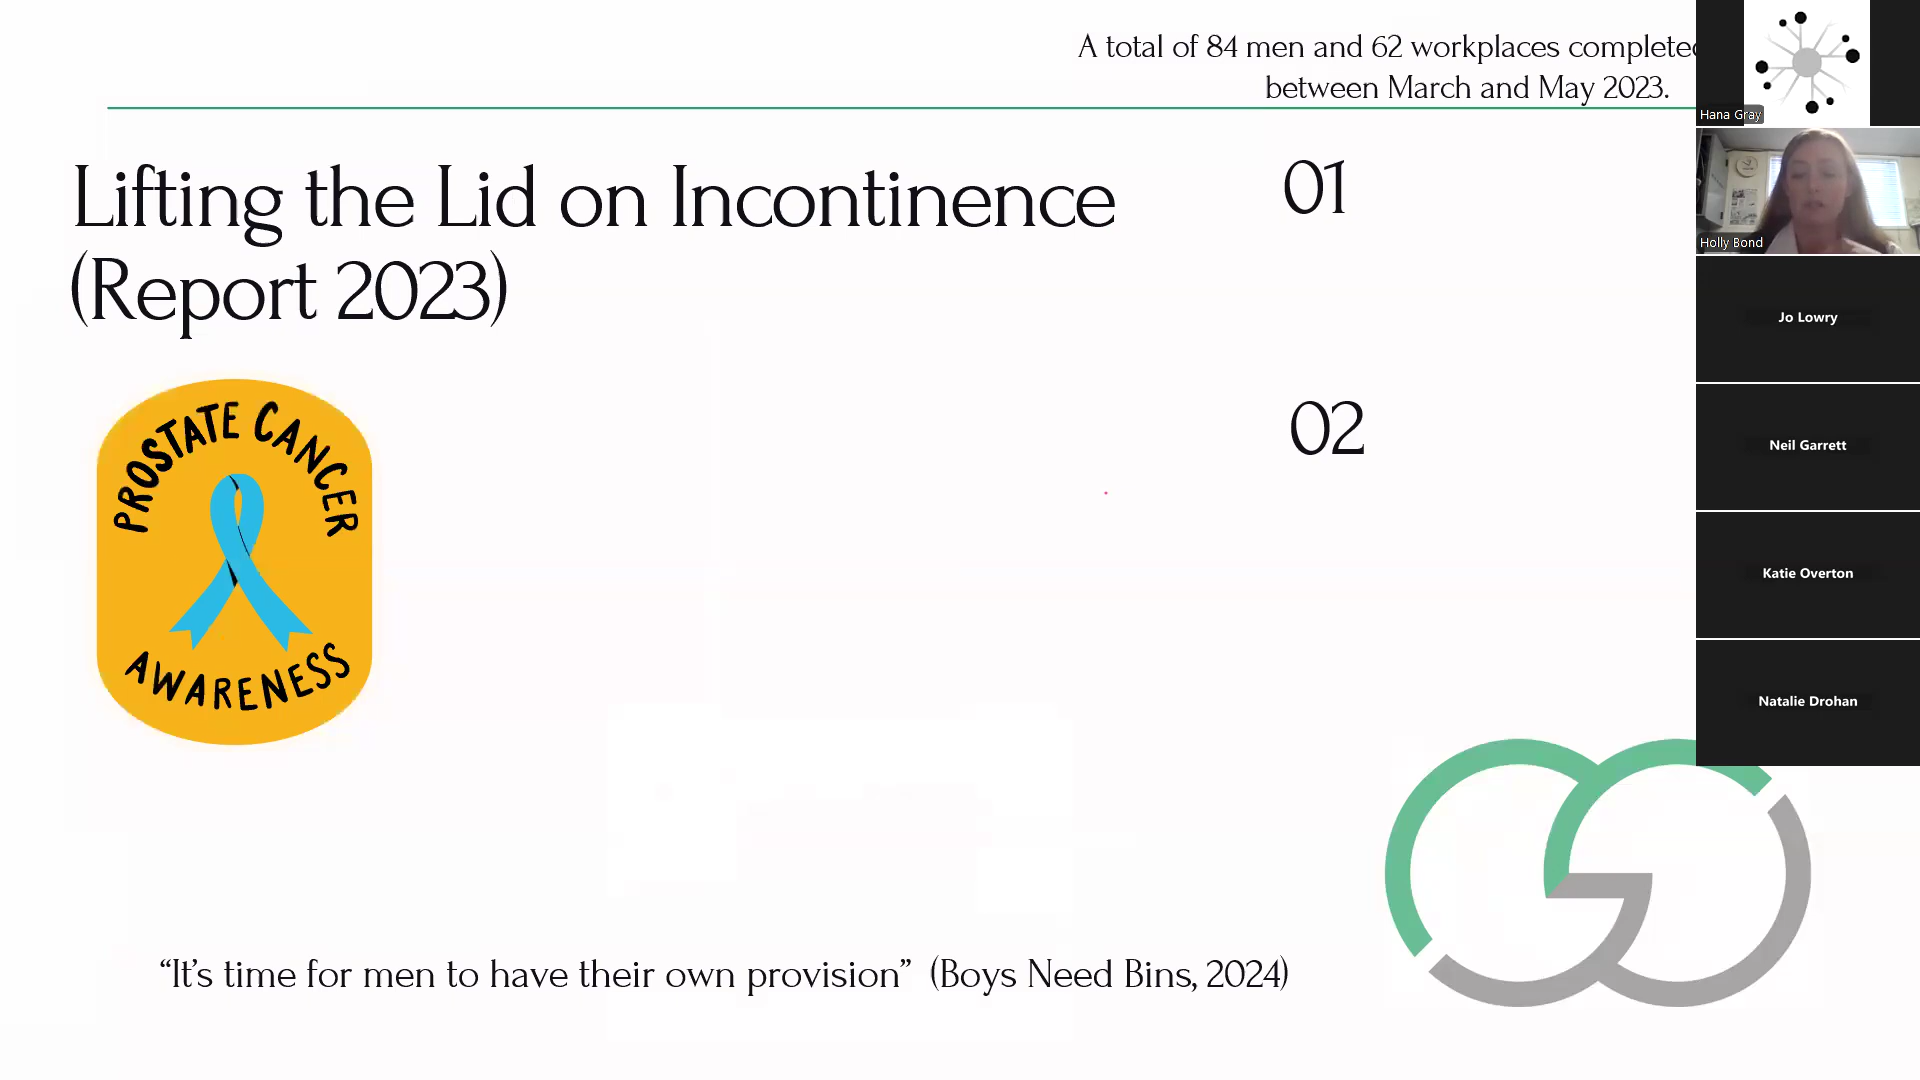 A total of 84 men and 62 workplaces complete
between March and May 2023.
Lifting the Lid on Incontinence
(Report 2023)
01
02
PROSTATE CANCER
AWARENESS
“It’s time for men to have their own provision” (Boys Need Bins, 2024)
Hana Gray
Holly Bond
Jo Lowry
Neil Garrett
Katie Overton
Natalie Drohan